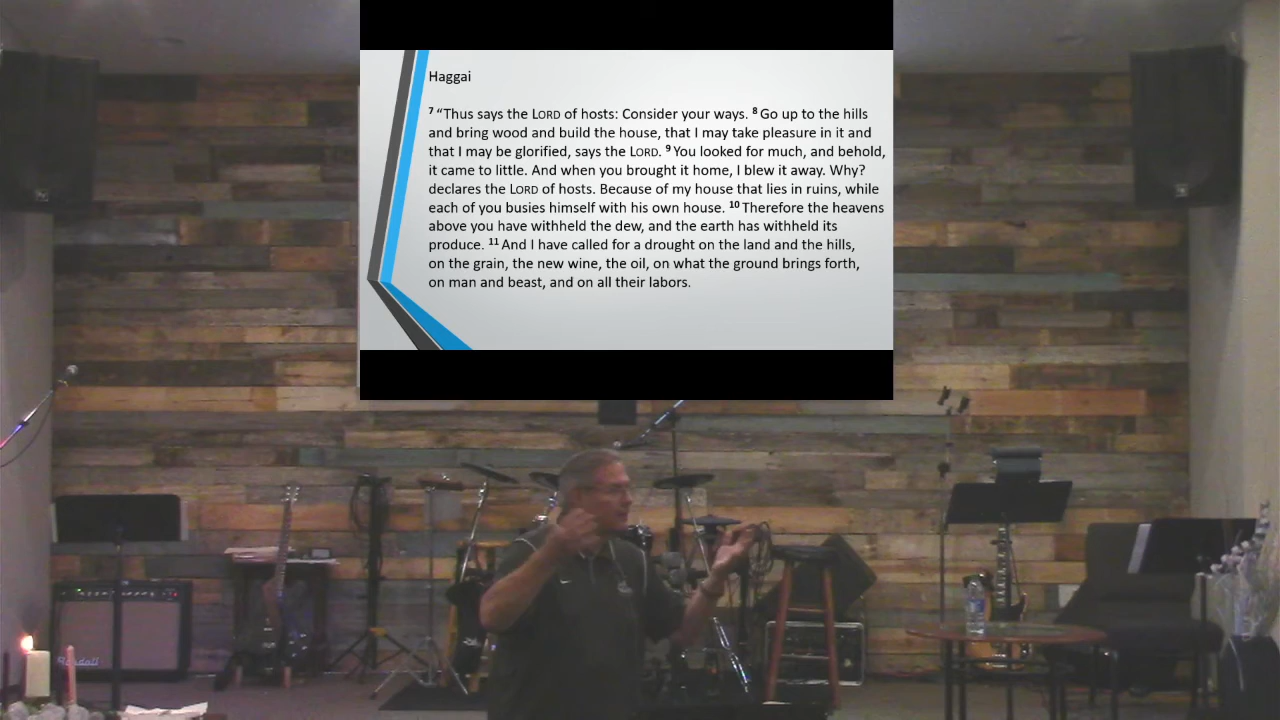 Haggai
7 “Thus says the LORD of hosts: Consider your ways. 8 Go up to the hills
and bring wood and build the house, that I may take pleasure in it and
that I may be glorified, says the LORD. 9 You looked for much, and behold,
it came to little. And when you brought it home, I blew it away. Why?
declares the LORD of hosts. Because of my house that lies in ruins, while
each of you busies himself with his own house. 10 Therefore the heavens
above you have withheld the dew, and the earth has withheld its
produce. 11 And I have called for a drought on the land and the hills,
on the grain, the new wine, the oil, on what the ground brings forth,
on man and beast, and on all their labors.
Randall